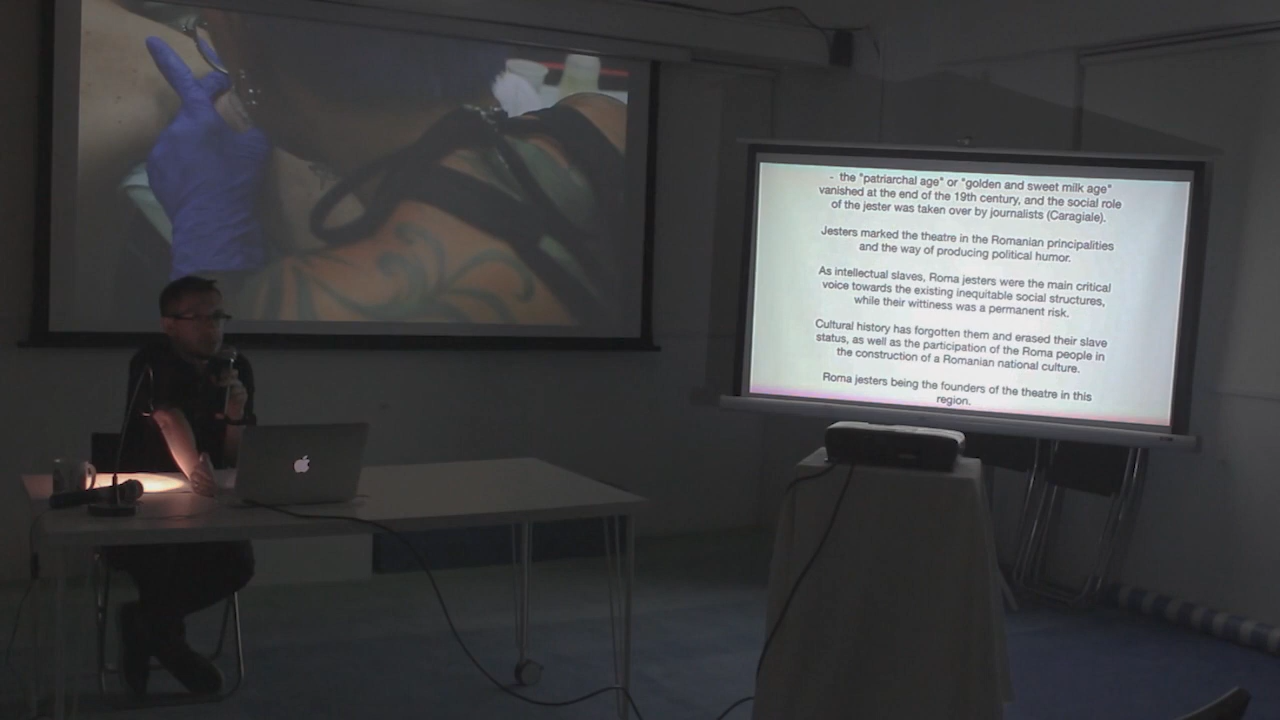 - the "patriarchal age" or "golden and sweet milk age"
vanished at the end of the 19th century, and the social role
of the jester was taken over by journalists (Caragiale).
Jesters marked the theatre in the Romanian principalities
and the way of producing political humor.
As intellectual slaves, Roma jesters were the main critical
voice towards the existing inequitable social structures,
while their wittiness was a permanent risk.
Cultural history has forgotten them and erased their slave
status, as well as the participation of the Roma people in
the construction of a Romanian national culture.
Roma jesters being the founders of the theatre in this
region.